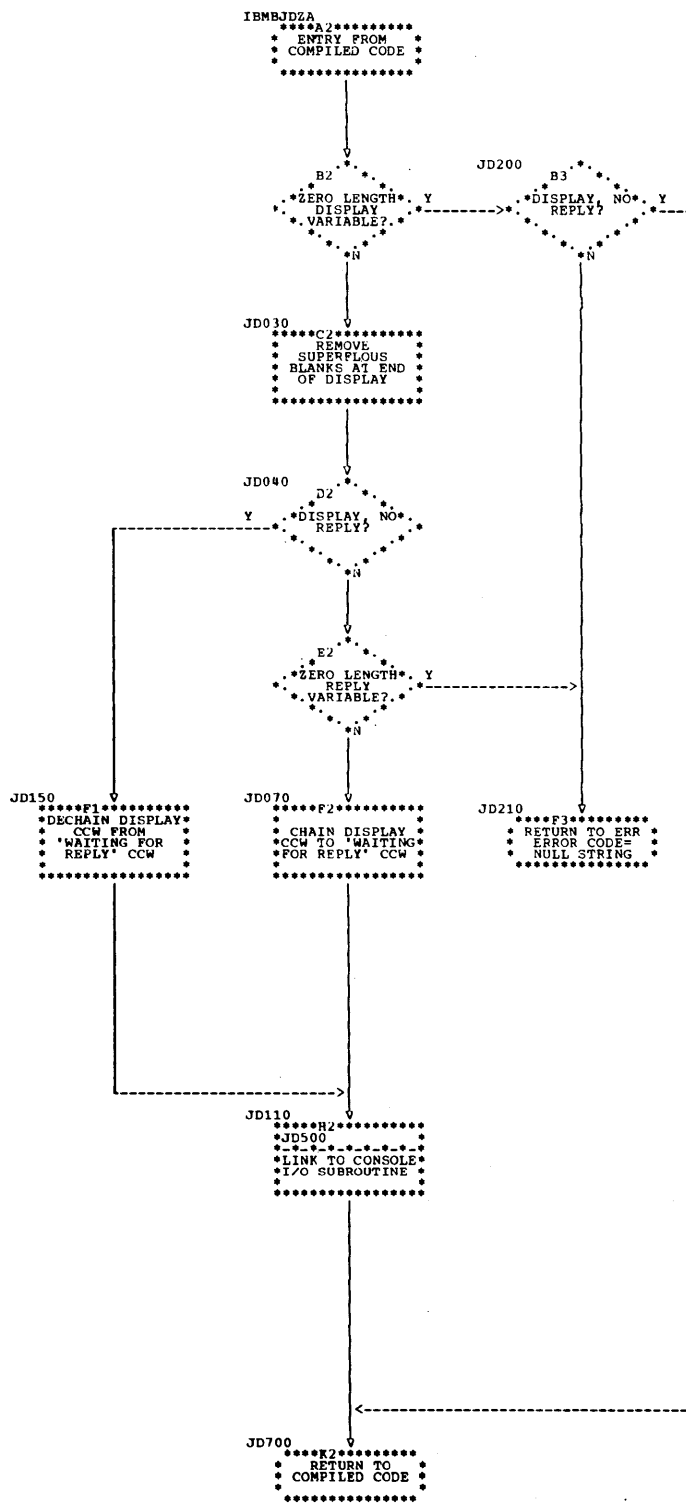 IBMBJDZA
A2
ENTRY FROM
COMPILED CODE
B2
ZERO LENGTH
DISPLAY
VARIABLE?
Y
N
JD200
B3
DISPLAY, NO
REPLY?
Y
N
JD030
C2
REMOVE
SUPERFLOUS
BLANKS AT END
OF DISPLAY
JD040
D2
DISPLAY, NO
REPLY?
Y
N
E2
ZERO LENGTH
REPLY
VARIABLE?
Y
N
JD150
F1
DECHAIN DISPLAY
CCW FROM
'WAITING FOR
REPLY' CCW
JD070
F2
CHAIN DISPLAY
CCW TO 'WAITING
FOR REPLY' CCW
JD210
F3
RETURN TO ERR
ERROR CODE=
NULL STRING
JD110
H2
JD500
LINK TO CONSOLE
I/O SUBROUTINE
JD700
K2
RETURN TO
COMPILED CODE